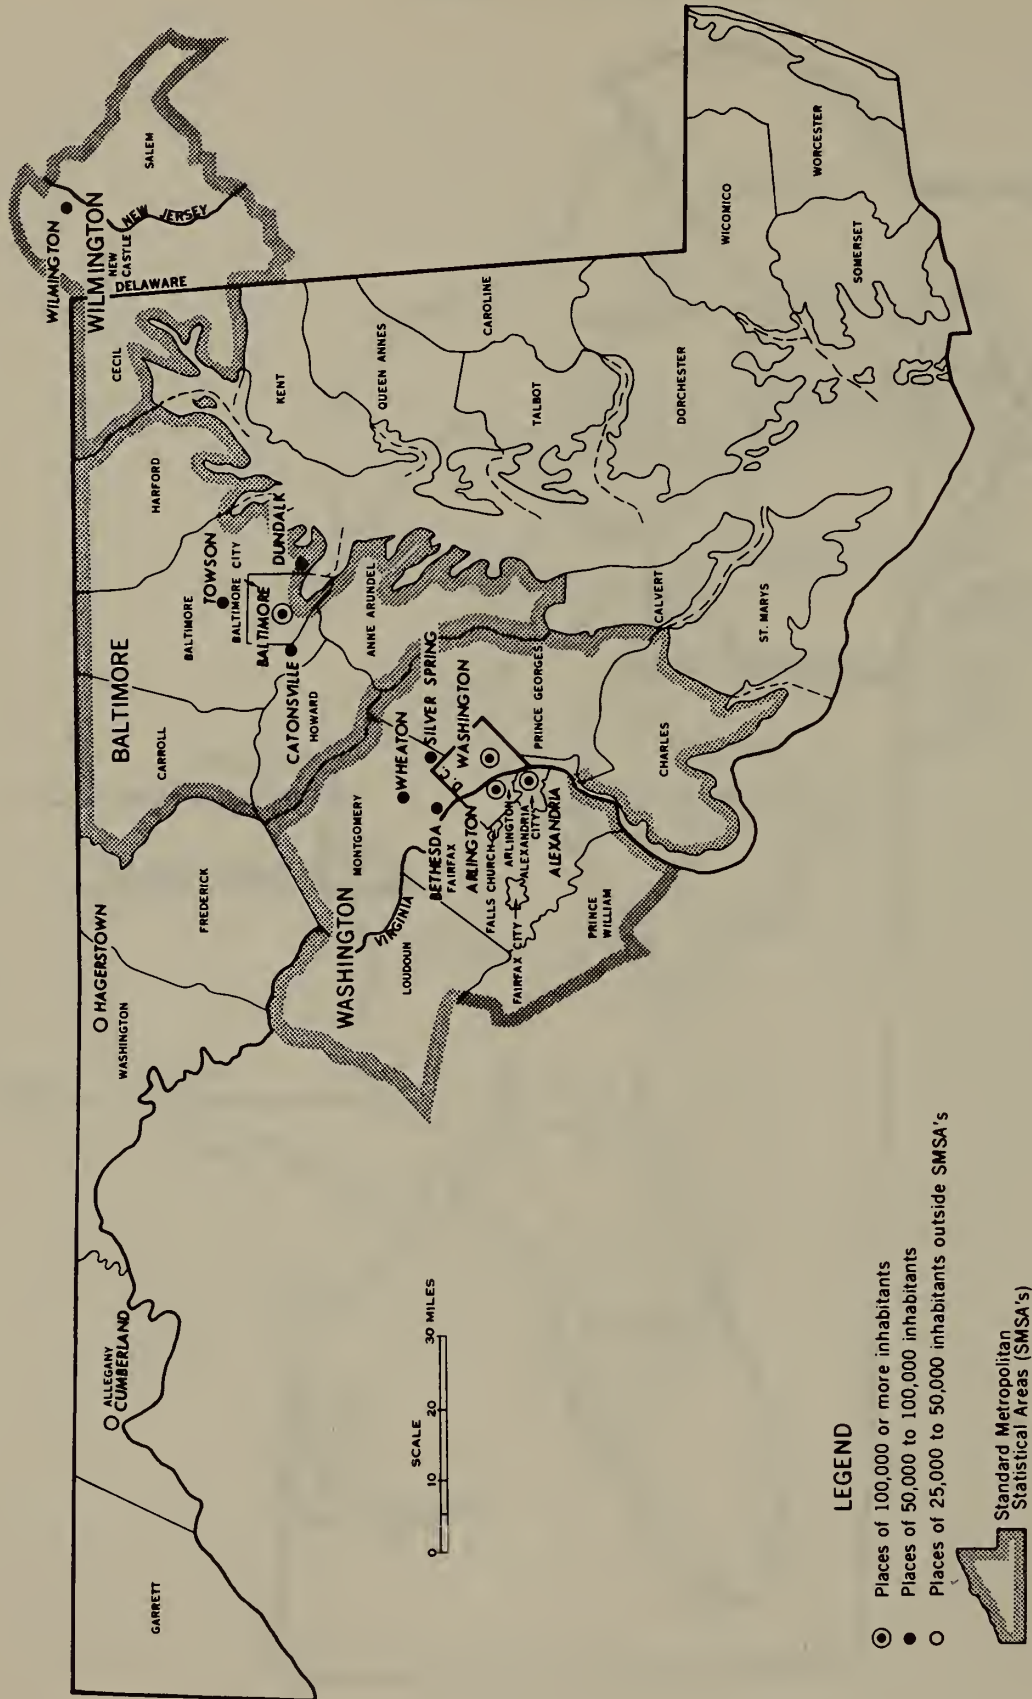 WILMINGTON
WILMINGTON
NEW
CASTLE
NEW JERSEY
SALEM
DELAWARE
CECIL
HARFORD
KENT
QUEEN ANNES
CAROLINE
TALBOT
DORCHESTER
WICOMICO
WORCESTER
SOMERSET
BALTIMORE
CARROLL
BALTIMORE
TOWSON
BALTIMORE CITY
BALTIMORE
DUNDALK
CATONSVILLE
HOWARD
ANNE ARUNDEL
CALVERT
ST. MARYS
CHARLES
PRINCE GEORGES
WASHINGTON
MONTGOMERY
WHEATON
SILVER SPRING
WASHINGTON
D.C.
BETHESDA
FAIRFAX
ARLINGTON
FALLS CHURCH
ARLINGTON
ALEXANDRIA
CITY
ALEXANDRIA
VIRGINIA
LOUDOUN
FAIRFAX CITY
PRINCE
WILLIAM
FREDERICK
HAGERSTOWN
WASHINGTON
ALLEGANY
CUMBERLAND
GARRETT
SCALE
0 10 20 30 MILES
LEGEND
Places of 100,000 or more inhabitants
Places of 50,000 to 100,000 inhabitants
Places of 25,000 to 50,000 inhabitants outside SMSA's
Standard Metropolitan
Statistical Areas (SMSA's)